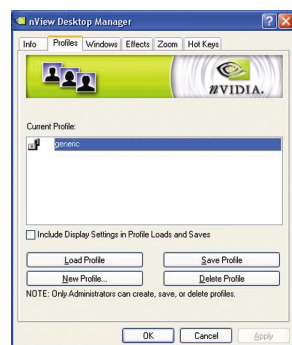 nView Desktop Manager
Info Profiles Windows Effects Zoom Hot Keys
NVIDIA.
Current Profile:
generic
Include Display Settings in Profile Loads and Saves
Load Profile Save Profile
New Profile... Delete Profile
NOTE: Only Administrators can create, save, or delete profiles.
OK Cancel Apply